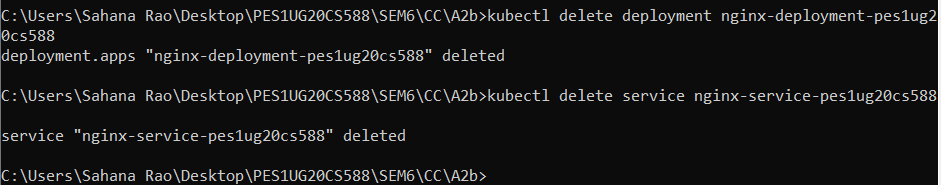 C:\Users\Sahana Rao\Desktop\PES1UG20CS588\SEM6\CC\A2b>kubectl delete deployment nginx-deployment-pes1ug2
0cs588
deployment.apps "nginx-deployment-pes1ug20cs588" deleted
C:\Users\Sahana Rao\Desktop\PES1UG20CS588\SEM6\CC\A2b>kubectl delete service nginx-service-pes1ug20cs588
service "nginx-service-pes1ug20cs588" deleted
C:\Users\Sahana Rao\Desktop\PES1UG20CS588\SEM6\CC\A2b>